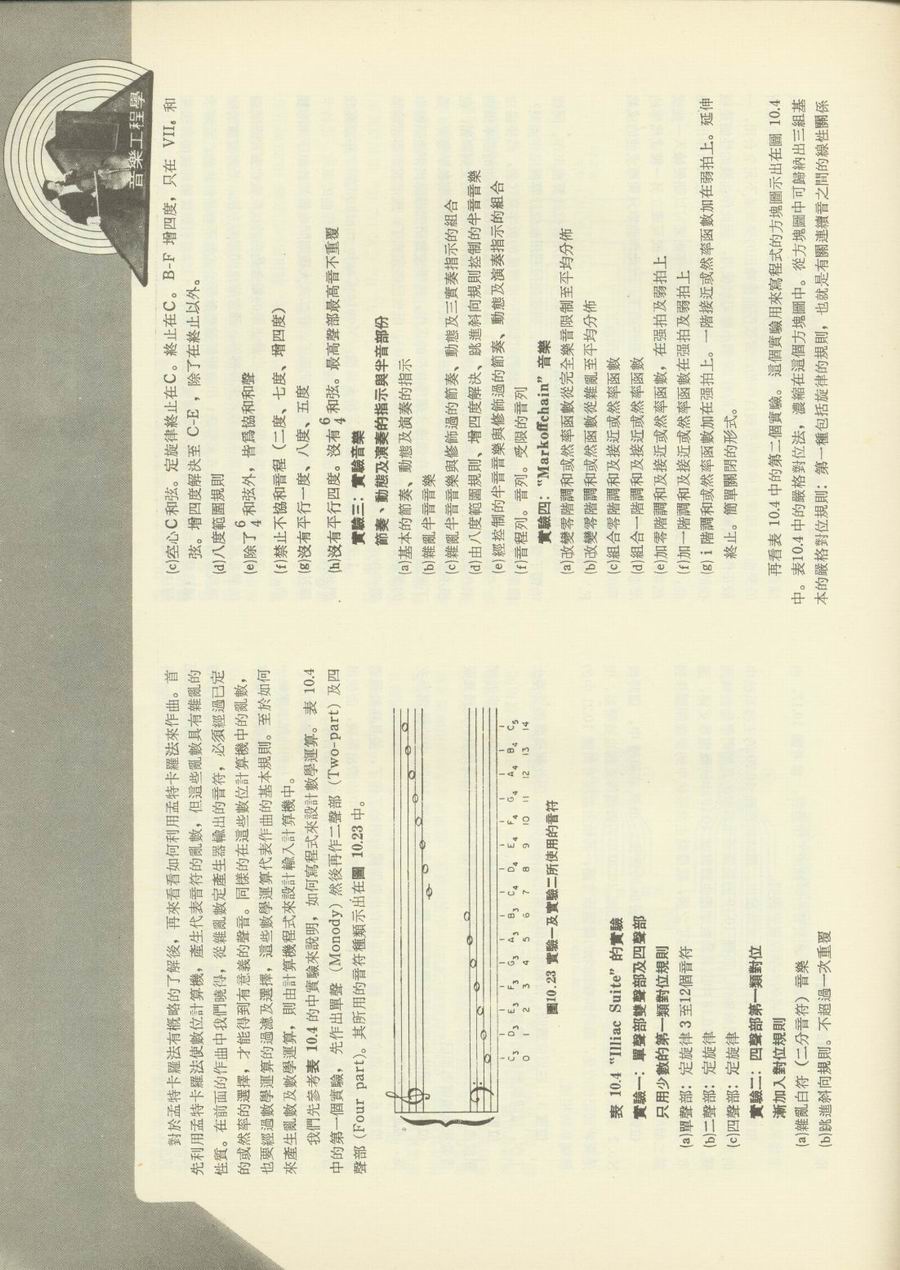 音樂工程學
對於孟特卡羅法有概略的了解後，再來看看如何利用孟特卡羅法來作曲。首
先利用孟特卡羅法使數位計算機，產生代表音符的亂數，但這些亂數具有雜亂的
性質。在前面的作曲中我們曉得，從雜亂數定產生器輸出的音符，必須經過已定
的或然率的選擇，才能得到有意義的聲音。同樣的在這些數位計算機中的亂數，
也要經過數學運算的過濾及選擇，這些數學運算代表作曲的基本規則。至於如何
來產生亂數及數學運算，則由計算機程式來設計輸入計算機中。
我們先參考表 10.4 的中實驗來說明，如何寫程式來設計數學運算。表 10.4
中的第一個實驗，先作出單聲（Monody）然後再作二聲部（Two-part）及四
聲部（Four part)。其所用的音符種類示出在圖 10.23 中。
C3 D3 E3 F3 G3 A3 B3 C4 D4 E4 F4 G4 A4 B4 C5
0 1 2 3 4 5 6 7 8 9 10 11 12 13 14
圖10.23 實驗一及實驗二所使用的音符
表 10.4 “Illiac Suite” 的實驗
實驗一：單聲部雙聲部及四聲部
只用少數的第一類對位規則
(a)單聲部；定旋律 3 至12個音符
(b)二聲部；定旋律
(c)四聲部；定旋律
實驗二：四聲部第一類對位
漸加入對位規則
(a)雜亂白符（二分音符）音樂
(b)跳進斜向規則。不超過一次重覆
(c)空心C和弦。定旋律終止在C。終止在C。B-F 增四度，只在 VII6 和
弦。增四度解決至 C-E，除了在終止以外。
(d)八度範圍規則
(e)除了 6/4 和弦外，皆爲協和和聲
(f)禁止不協和音程（二度、七度、增四度）
(g)沒有平行一度、八度、五度
(h)沒有平行四度。沒有 6/4 和弦。最高聲部最高音不重覆
實驗三：實驗音樂
節奏、動態及演奏的指示與半音部份
(a)基本的節奏、動態及演奏的指示
(b)雜亂半音音樂
(c)雜亂半音音樂與修飾過的節奏、動態及三實奏指示的組合
(d)由八度範圍規則、增四度解決、跳進斜向規則控制的半音音樂
(e)經控制的半音音樂與修飾過的節奏、動態及演奏指示的組合
(f)音程列。音列。受限的音列
實驗四：“Markoffchain” 音樂
(a)改變零階調和或然率函數從完全樂音限制至平均分佈
(b)改變零階調和或然函數從雜亂至平均分佈
(c)組合零階調和及接近或然率函數
(d)組合一階調和及接近或然率函數
(e)加零階調和及接近或然率函數，在强拍及弱拍上
(f)加一階調和及接近或然率函數在强拍及弱拍上
(g) i 階調和或然率函數加在强拍上。一階接近或然率函數加在弱拍上。延伸
終止。簡單關閉的形式。
再看表 10.4 中的第二個實驗。這個實驗用來寫程式的方塊圖示出在圖 10.4
中。表10.4 中的嚴格對位法，濃縮在這個方塊圖中。從方塊圖中可歸納出三組基
本的嚴格對位規則：第一種包括旋律的規則，也就是有關連續音之間的線性關係